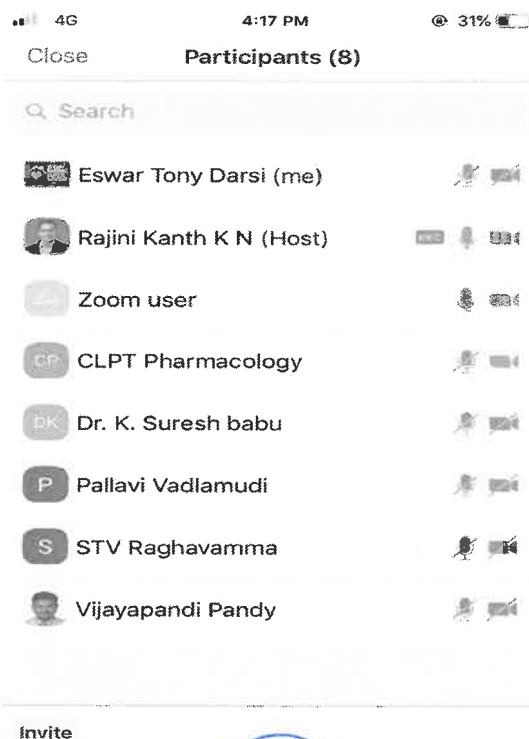 4G 4:17 PM 31%
Close Participants (8)
Search
Eswar Tony Darsi (me)
Rajini Kanth K N (Host)
REC
Zoom user
CP CLPT Pharmacology
DK Dr. K. Suresh babu
P Pallavi Vadlamudi
S STV Raghavamma
Vijayapandi Pandy
Invite